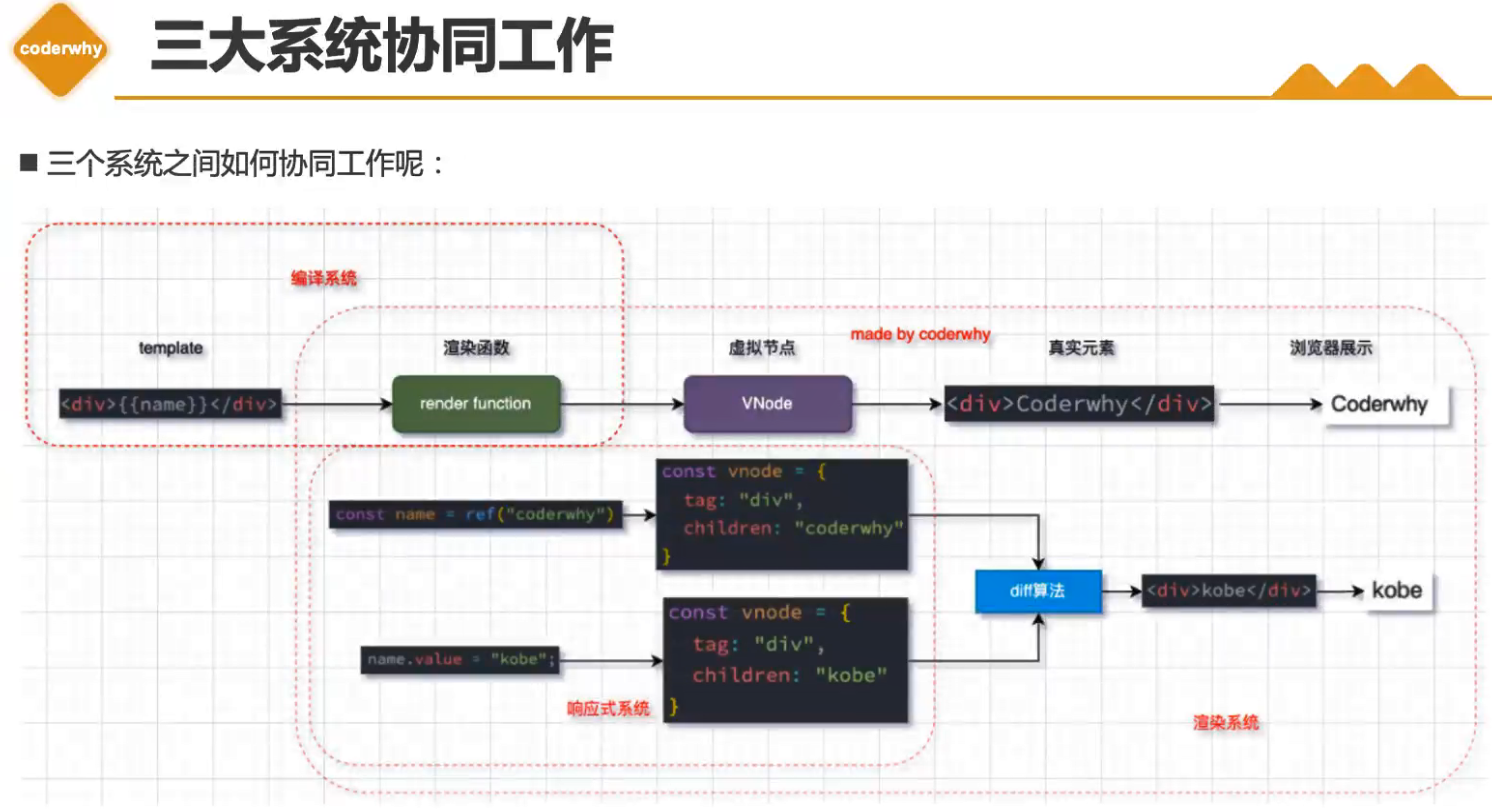 coderwhy
三大系统协同工作
■ 三个系统之间如何协同工作呢：
编译系统
made by coderwhy
template
渲染函数
虚拟节点
真实元素
浏览器展示
<div>{{name}}</div>
render function
VNode
<div>Coderwhy</div>
Coderwhy
const name = ref("coderwhy")
const vnode = {
tag: "div",
children: "coderwhy"
}
diff算法
<div>kobe</div>
kobe
name.value = "kobe";
const vnode = {
tag: "div",
children: "kobe"
}
响应式系统
渲染系统